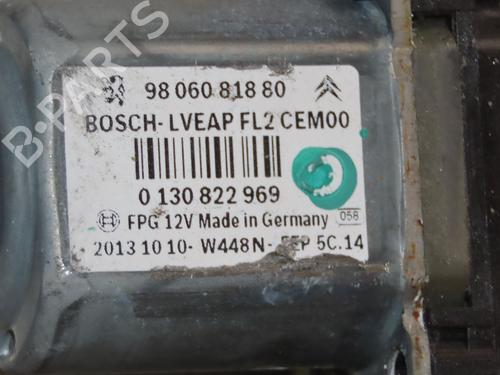 B-PARTS
98 060 818 80
BOSCH-LVEAP FL2 CEM00
0 130 822 969
FPG 12V Made in Germany 058
2013 10 10- W448N- 5C.14